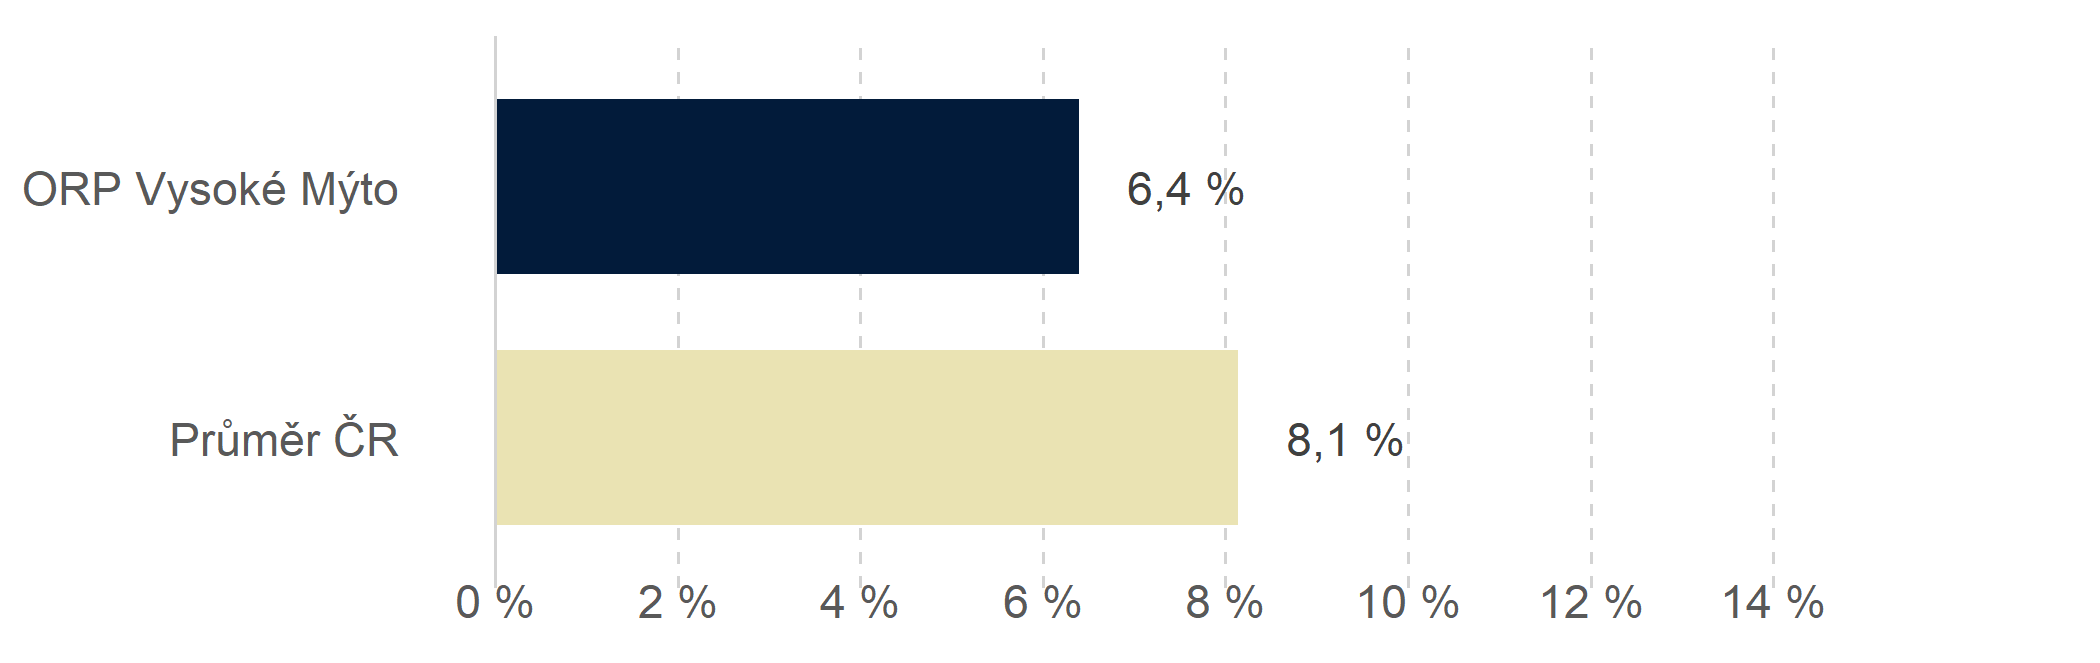 ORP Vysoké Mýto
6,4 %
Průměr ČR
8,1 %
0 % 2 % 4 % 6 % 8 % 10 % 12 % 14 %